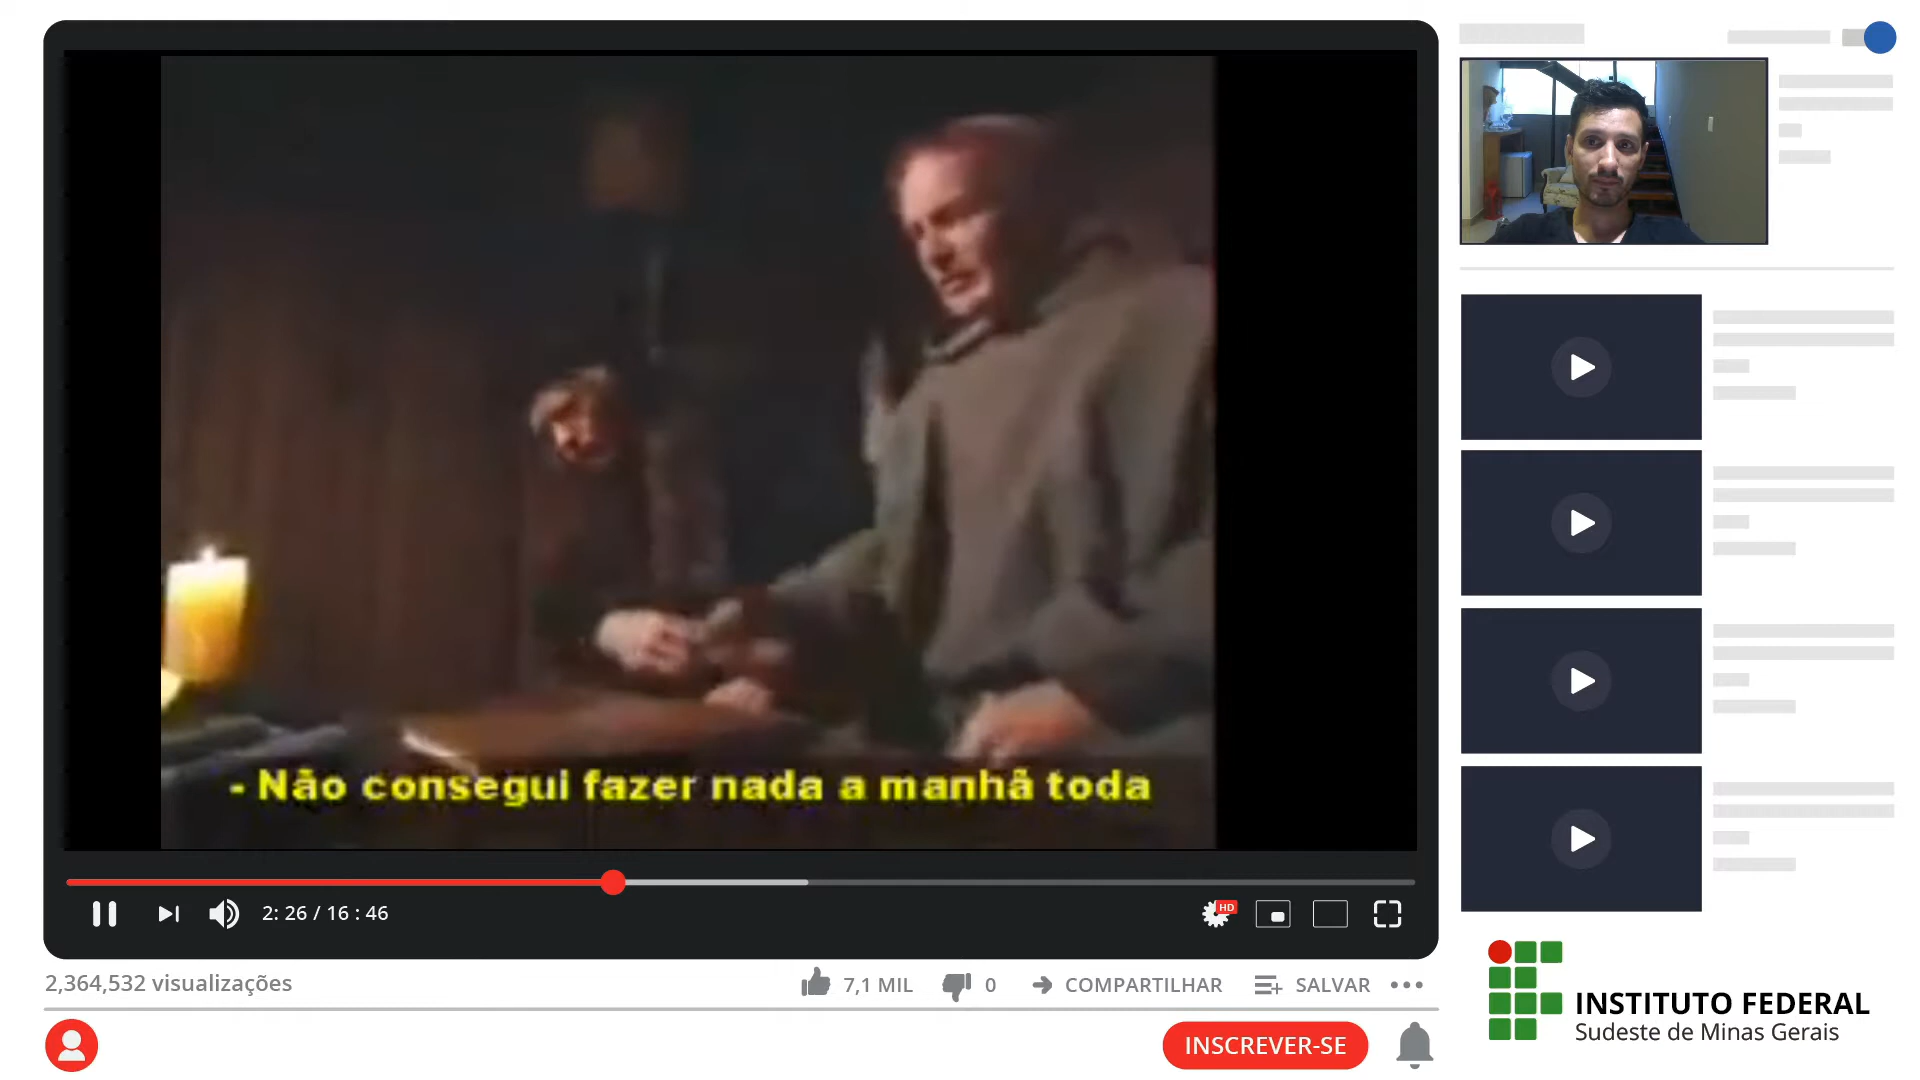 - Não consegui fazer nada a manhã toda
HD
2: 26 / 16 : 46
2,364,532 visualizações
7,1 MIL
0
COMPARTILHAR
SALVAR
INSCREVER-SE
INSTITUTO FEDERAL
Sudeste de Minas Gerais